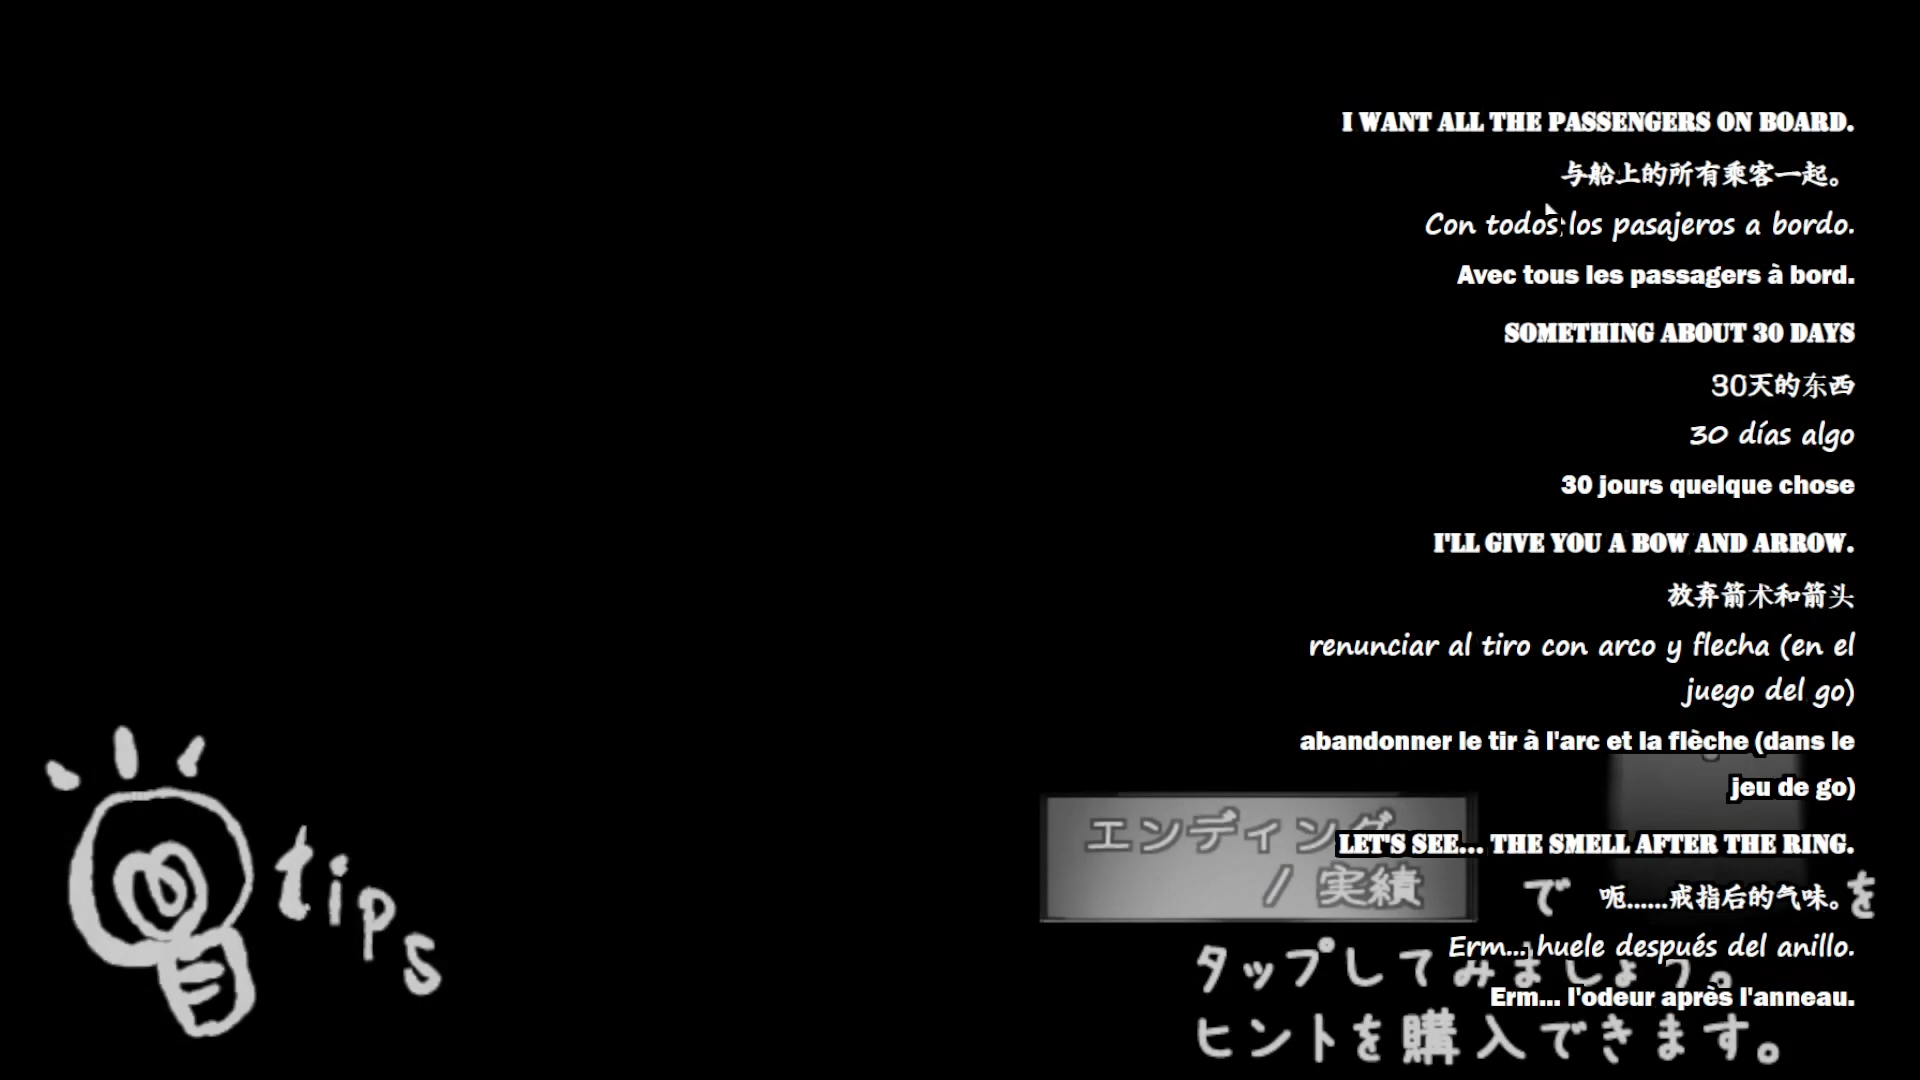 I WANT ALL THE PASSENGERS ON BOARD.
与船上的所有乘客一起。
Con todos los pasajeros a bordo.
Avec tous les passagers à bord.
SOMETHING ABOUT 30 DAYS
30天的东西
30 días algo
30 jours quelque chose
I'LL GIVE YOU A BOW AND ARROW.
放弃箭术和箭头
renunciar al tiro con arco y flecha (en el
juego del go)
abandonner le tir à l'arc et la flèche (dans le
jeu de go)
LET'S SEE... THE SMELL AFTER THE RING.
呃......戒指后的气味。
Erm... huele después del anillo.
Erm... l'odeur après l'anneau.
tips
エンディング
/ 実績
で を
タップしてみましょう。
ヒントを購入できます。